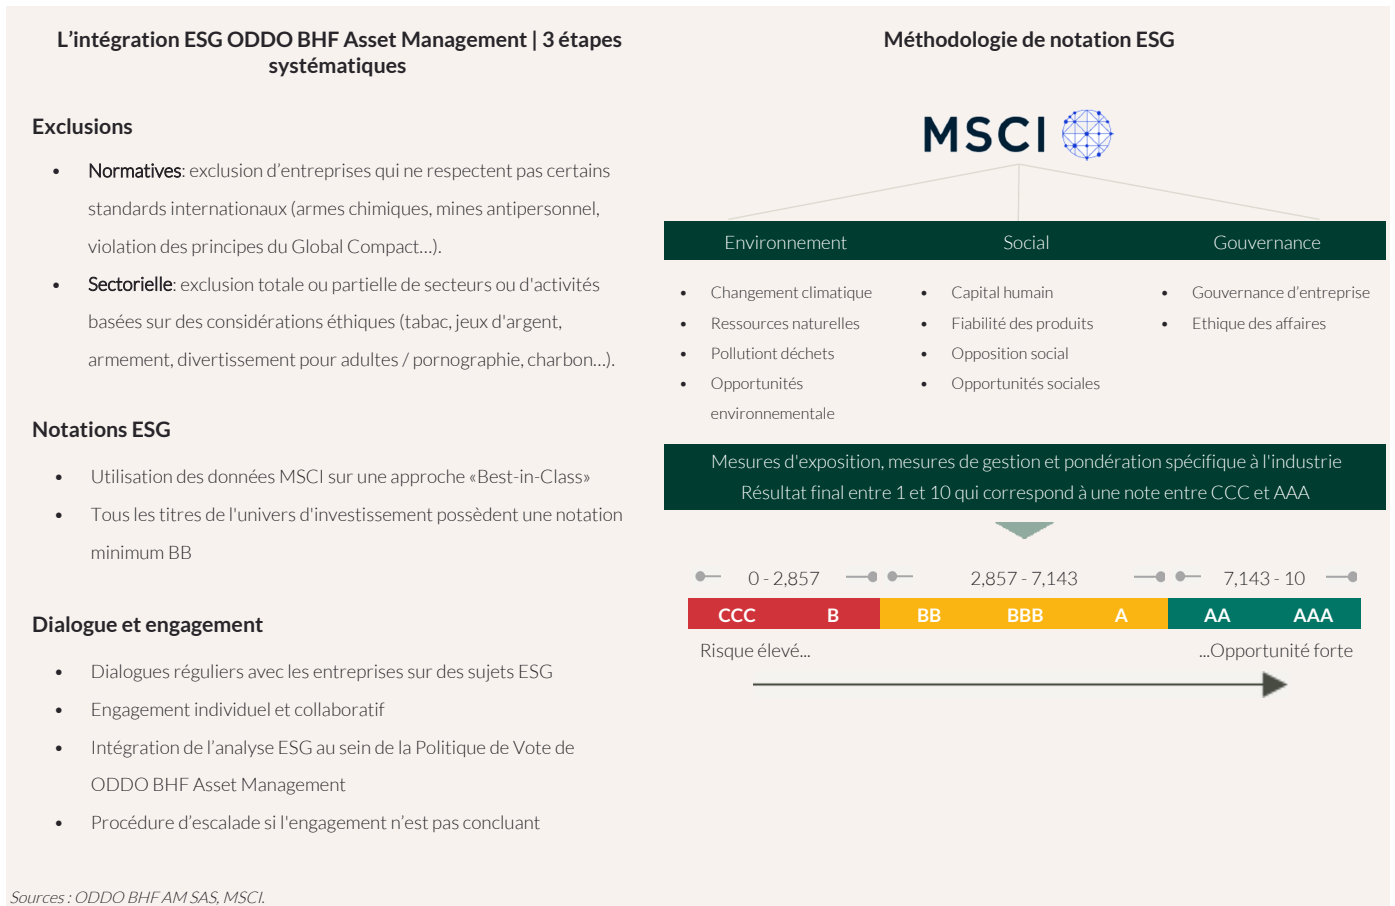 L’intégration ESG ODDO BHF Asset Management | 3 étapes
systématiques
Exclusions
• Normatives: exclusion d’entreprises qui ne respectent pas certains
standards internationaux (armes chimiques, mines antipersonnel,
violation des principes du Global Compact…).
• Sectorielle: exclusion totale ou partielle de secteurs ou d'activités
basées sur des considérations éthiques (tabac, jeux d'argent,
armement, divertissement pour adultes / pornographie, charbon…).
Notations ESG
• Utilisation des données MSCI sur une approche «Best-in-Class»
• Tous les titres de l'univers d'investissement possèdent une notation
minimum BB
Dialogue et engagement
• Dialogues réguliers avec les entreprises sur des sujets ESG
• Engagement individuel et collaboratif
• Intégration de l’analyse ESG au sein de la Politique de Vote de
ODDO BHF Asset Management
• Procédure d’escalade si l'engagement n’est pas concluant
Méthodologie de notation ESG
MSCI
Environnement Social Gouvernance
• Changement climatique
• Ressources naturelles
• Pollutiont déchets
• Opportunités
environnementale
• Capital humain
• Fiabilité des produits
• Opposition social
• Opportunités sociales
• Gouvernance d’entreprise
• Ethique des affaires
Mesures d'exposition, mesures de gestion et pondération spécifique à l'industrie
Résultat final entre 1 et 10 qui correspond à une note entre CCC et AAA
0 - 2,857 2,857 - 7,143 7,143 - 10
CCC B BB BBB A AA AAA
Risque élevé... ...Opportunité forte
Sources : ODDO BHF AM SAS, MSCI.